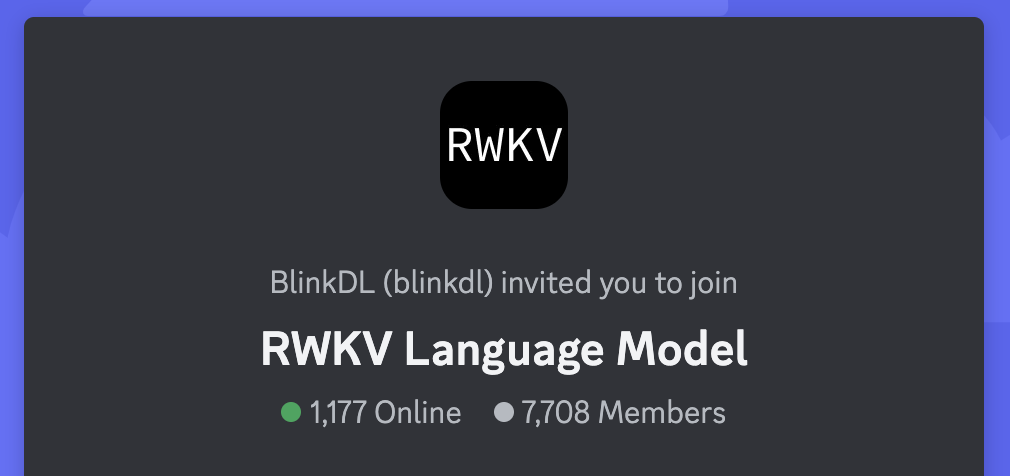 RWKV
BlinkDL (blinkdl) invited you to join
RWKV Language Model
1,177 Online 7,708 Members